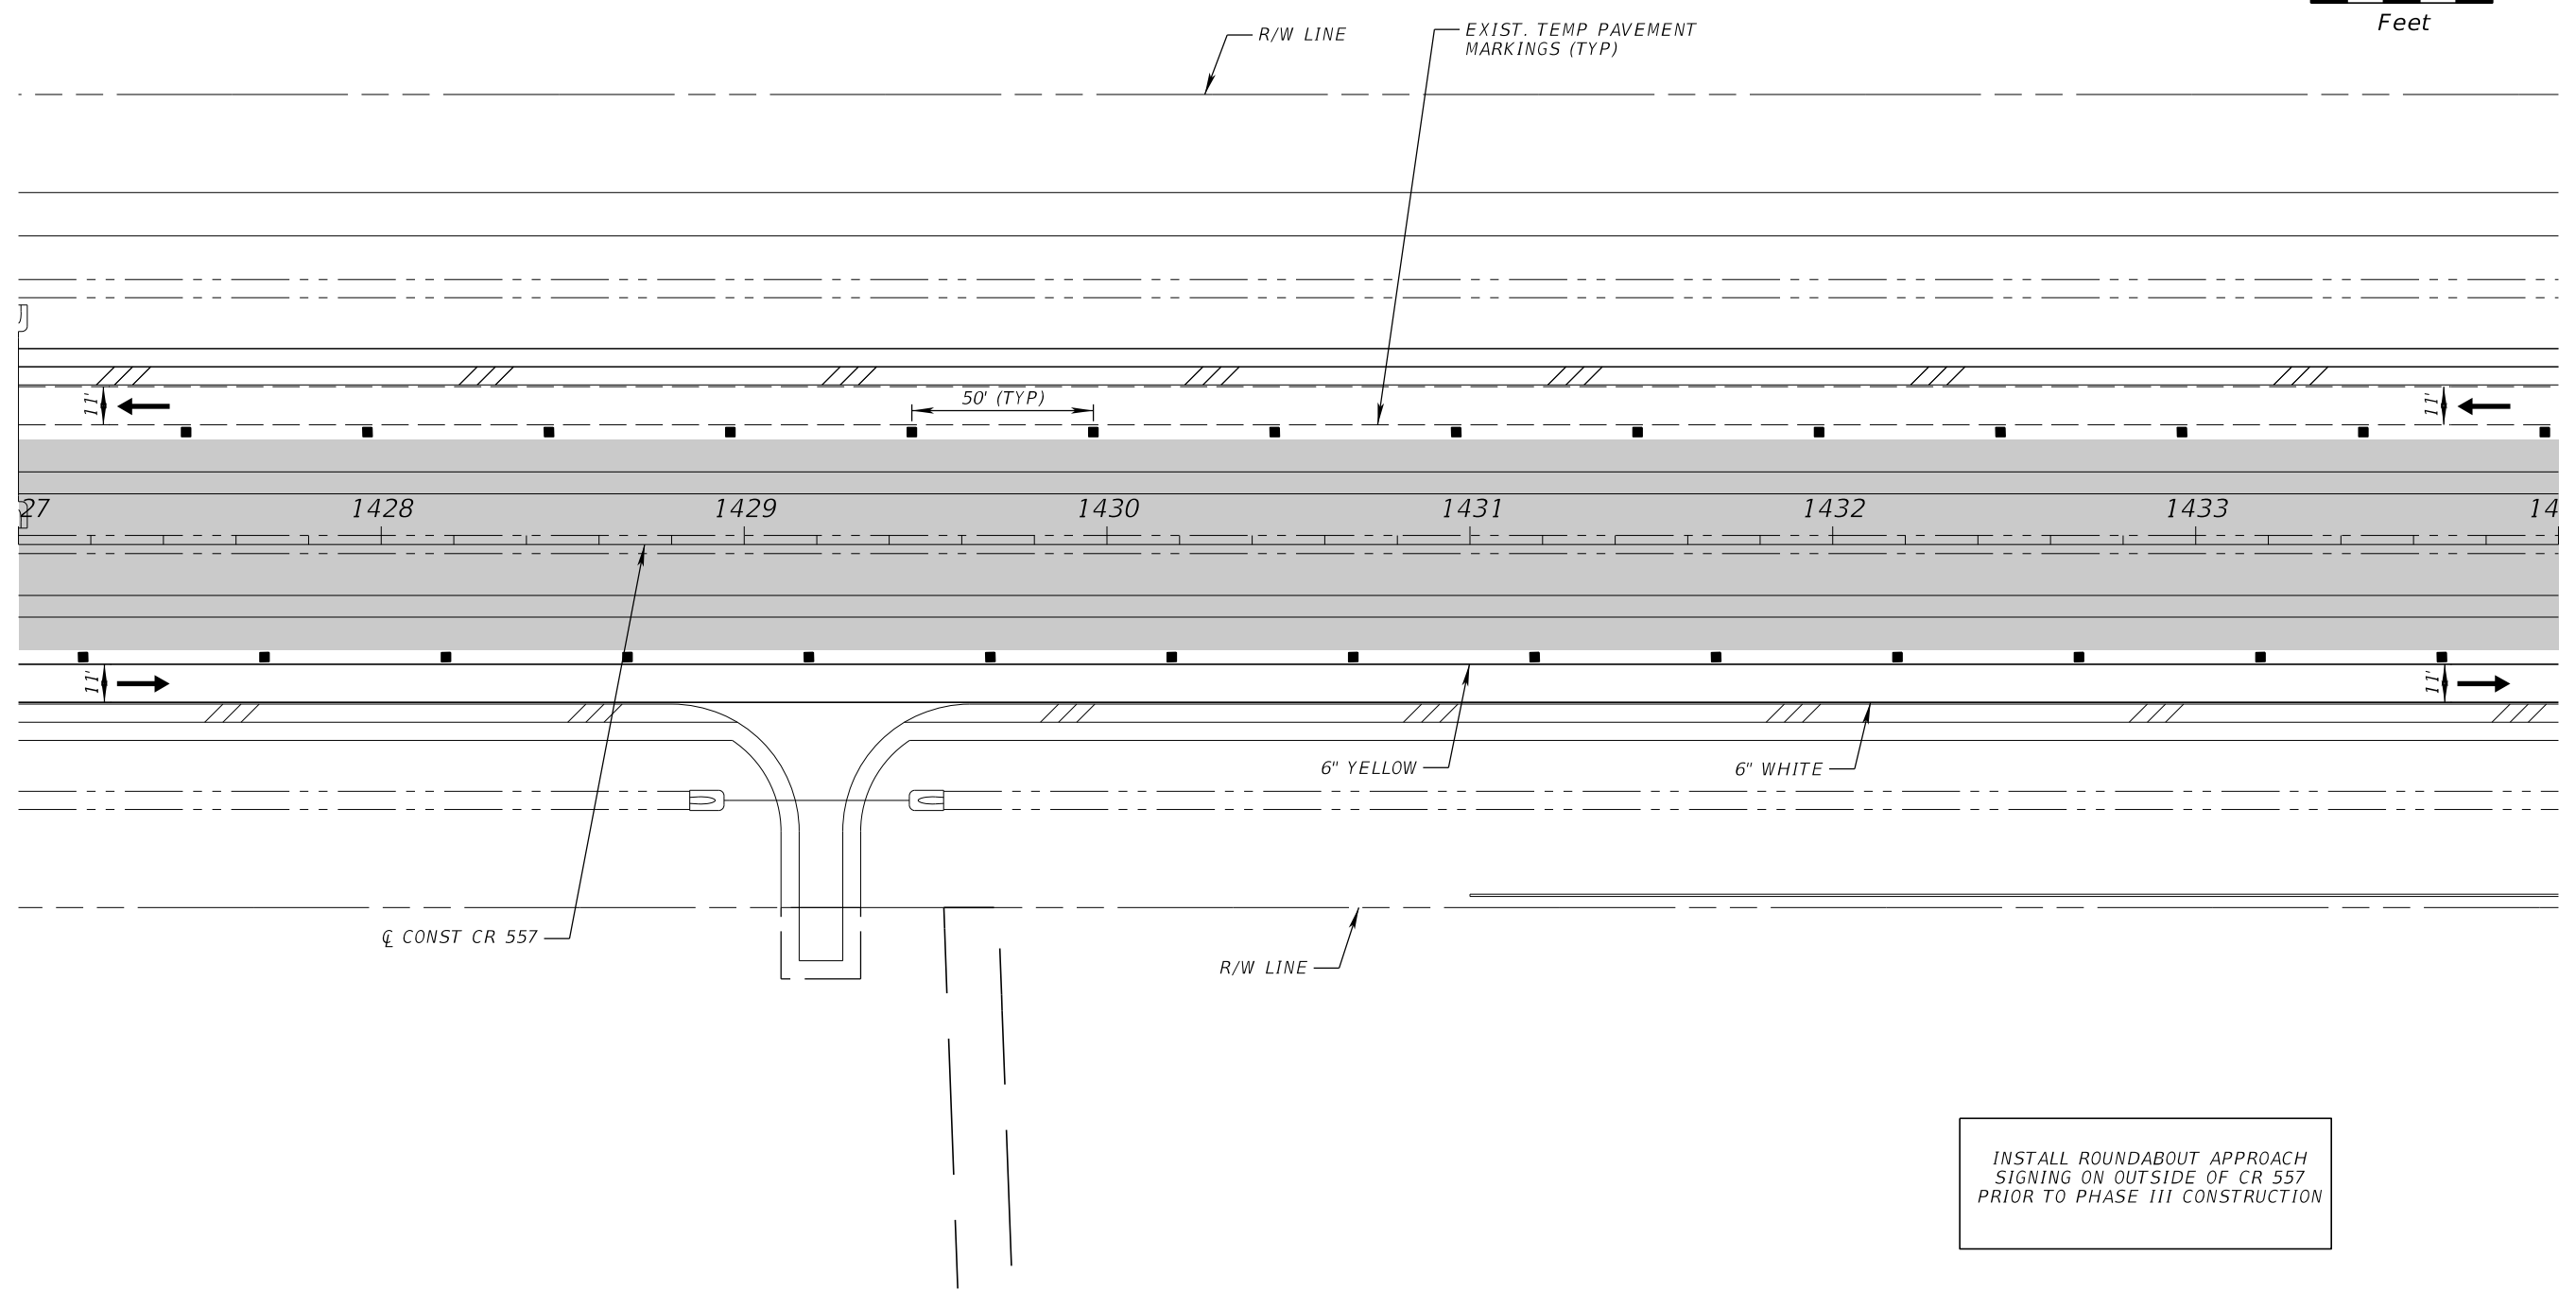 Feet
R/W LINE
EXIST. TEMP PAVEMENT
MARKINGS (TYP)
11'
50' (TYP)
11'
27
1428
1429
1430
1431
1432
1433
14
11'
11'
6" YELLOW
6" WHITE
℄ CONST CR 557
R/W LINE
INSTALL ROUNDABOUT APPROACH
SIGNING ON OUTSIDE OF CR 557
PRIOR TO PHASE III CONSTRUCTION